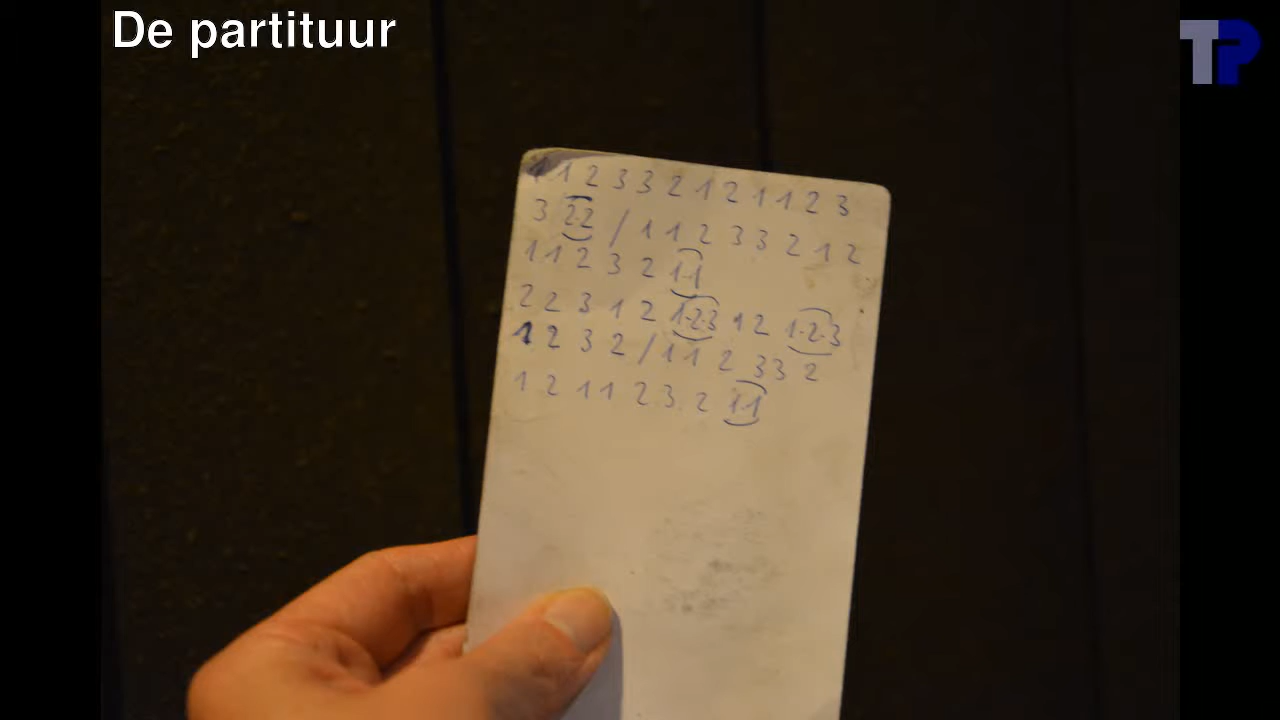 De partituur
TP
1 1 2 3 3 2 1 2 1 1 2 3
3 2·2 / 1 1 2 3 3 2 1 2
1 1 2 3 2 1·1
2 2 3 1 2 1·2·3 1 2 1·2·3
1 2 3 2 / 1 1 2 3 3 2
1 2 1 1 2 3 2 1·1